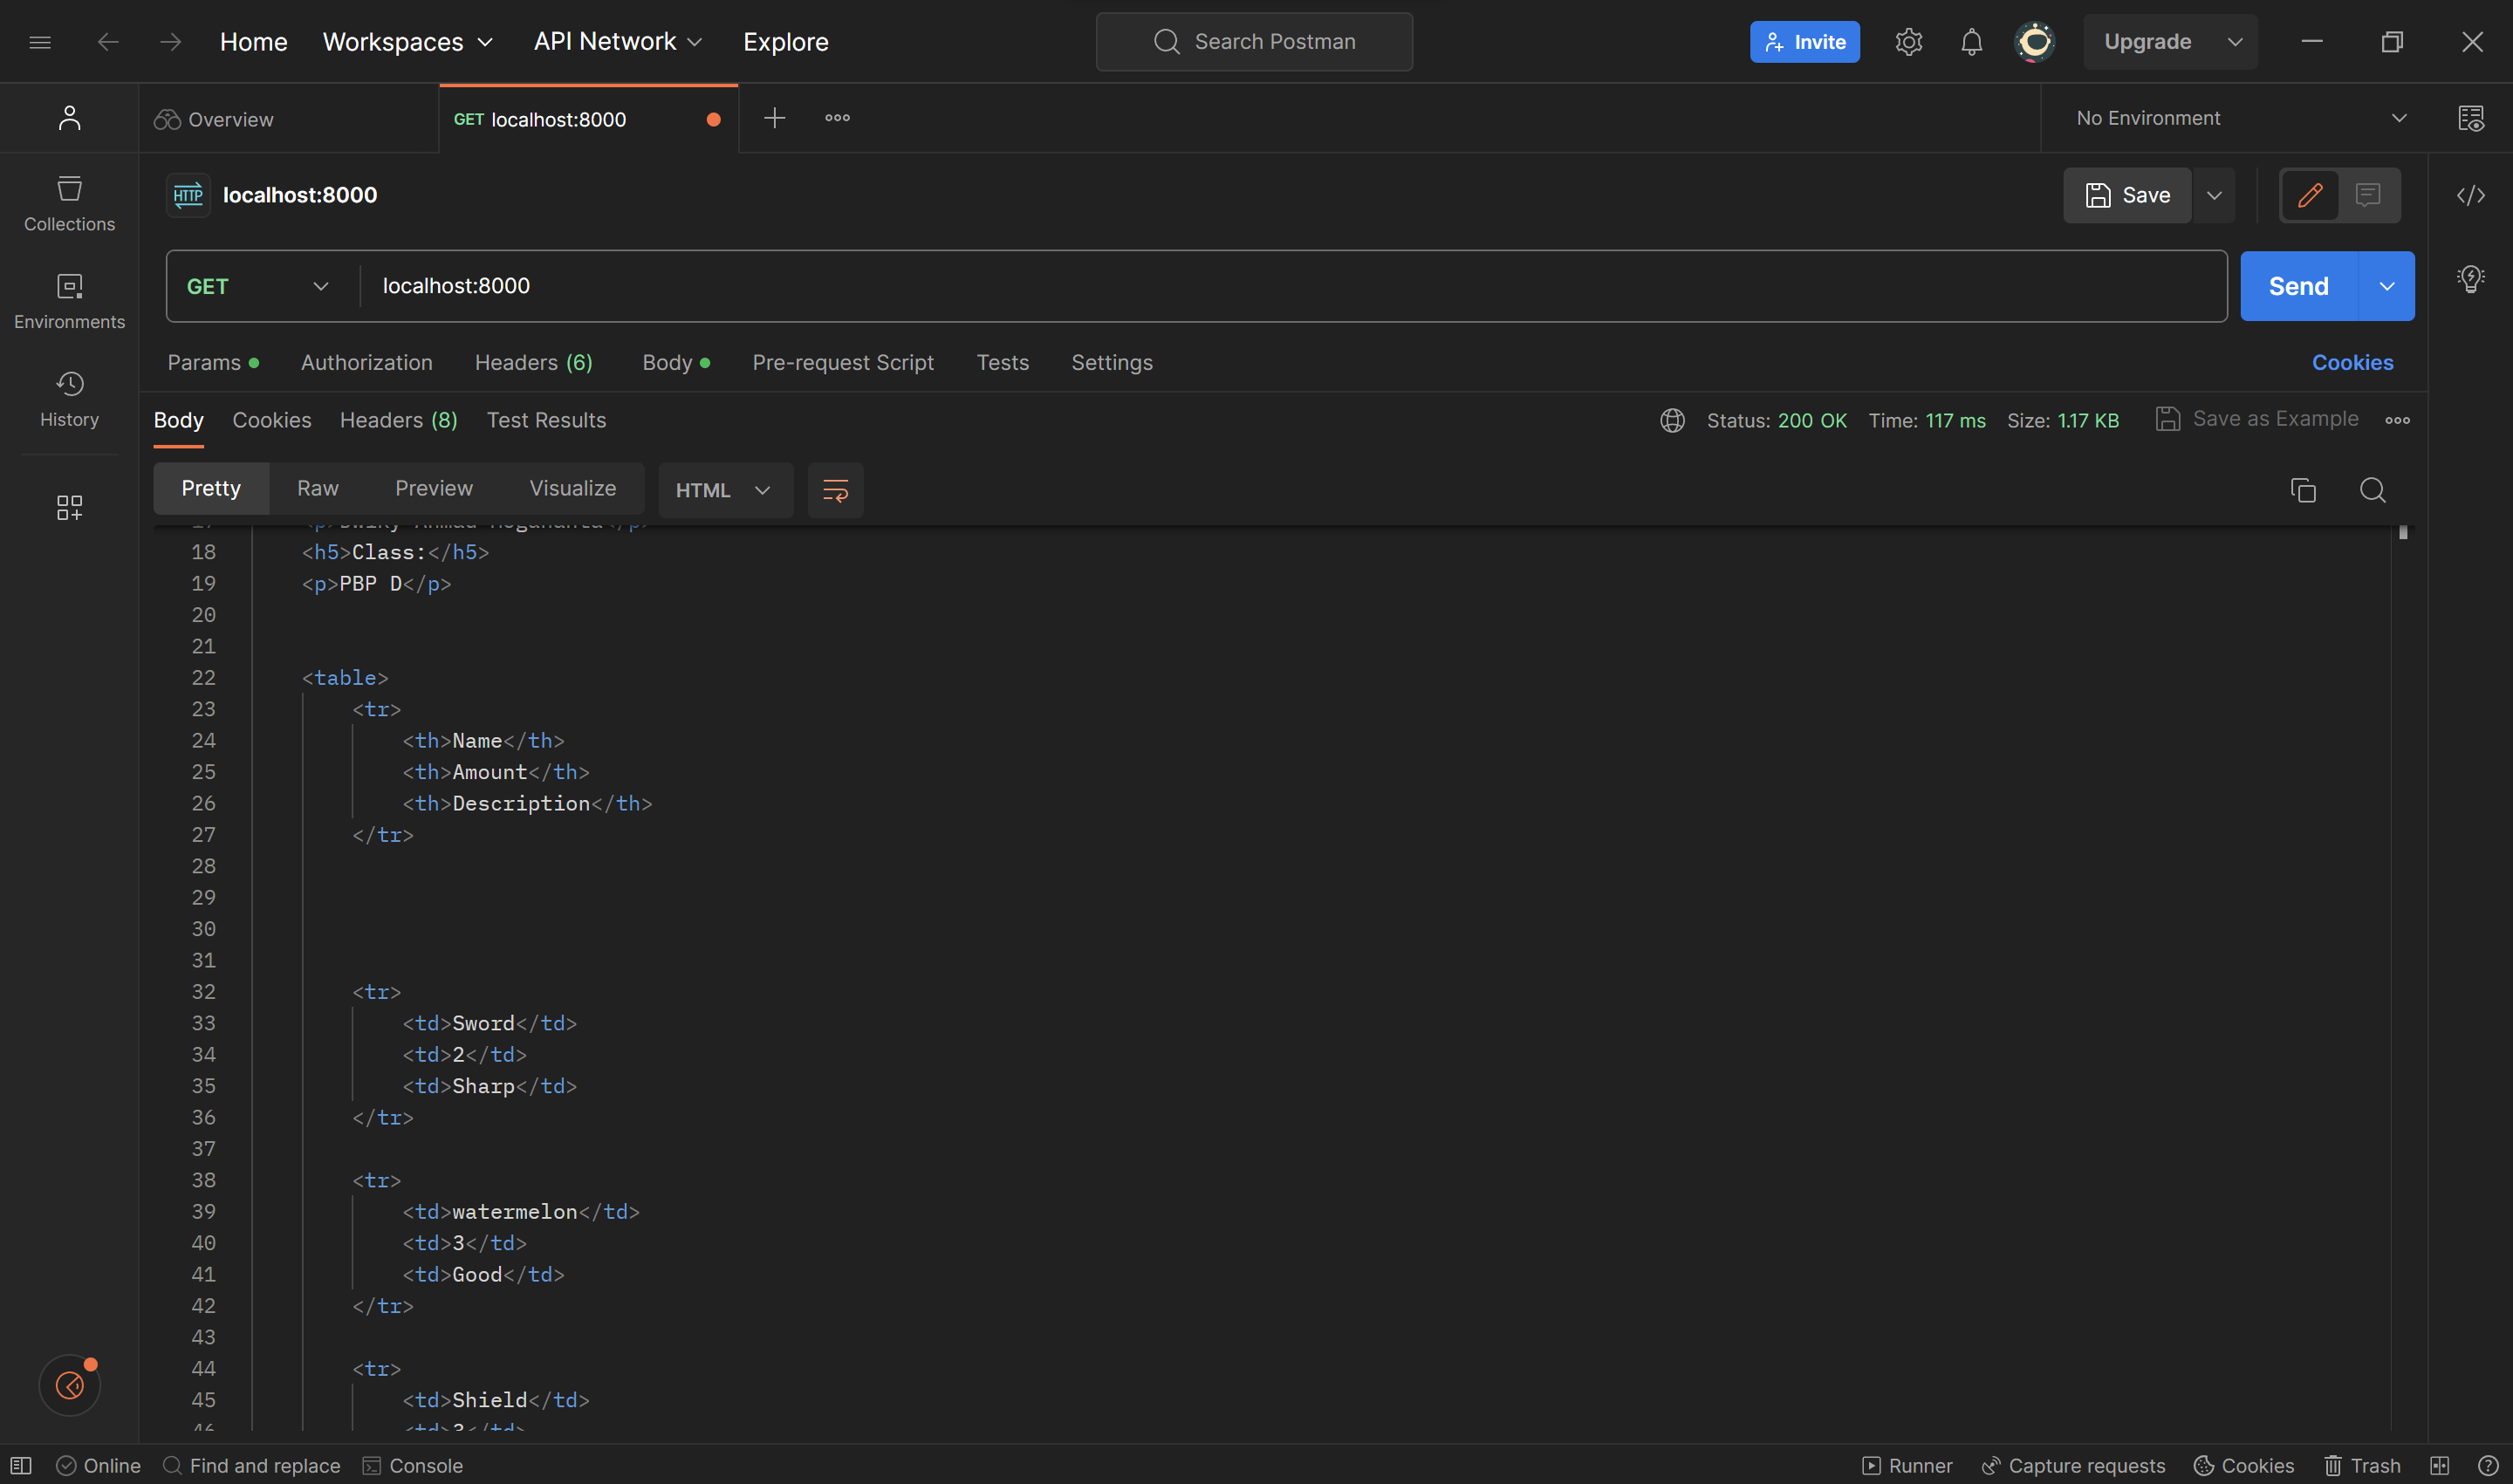 Home Workspaces API Network Explore Search Postman Invite Upgrade
Overview GET localhost:8000 No Environment
HTTP localhost:8000 Save
Collections
GET localhost:8000 Send
Environments
Params Authorization Headers (6) Body Pre-request Script Tests Settings Cookies
History
Body Cookies Headers (8) Test Results Status: 200 OK Time: 117 ms Size: 1.17 KB Save as Example
Pretty Raw Preview Visualize HTML
18 <h5>Class:</h5>
19 <p>PBP D</p>
20
21
22 <table>
23 <tr>
24 <th>Name</th>
25 <th>Amount</th>
26 <th>Description</th>
27 </tr>
28
29
30
31
32 <tr>
33 <td>Sword</td>
34 <td>2</td>
35 <td>Sharp</td>
36 </tr>
37
38 <tr>
39 <td>watermelon</td>
40 <td>3</td>
41 <td>Good</td>
42 </tr>
43
44 <tr>
45 <td>Shield</td>
46 <td>3</td>
Online Find and replace Console Runner Capture requests Cookies Trash